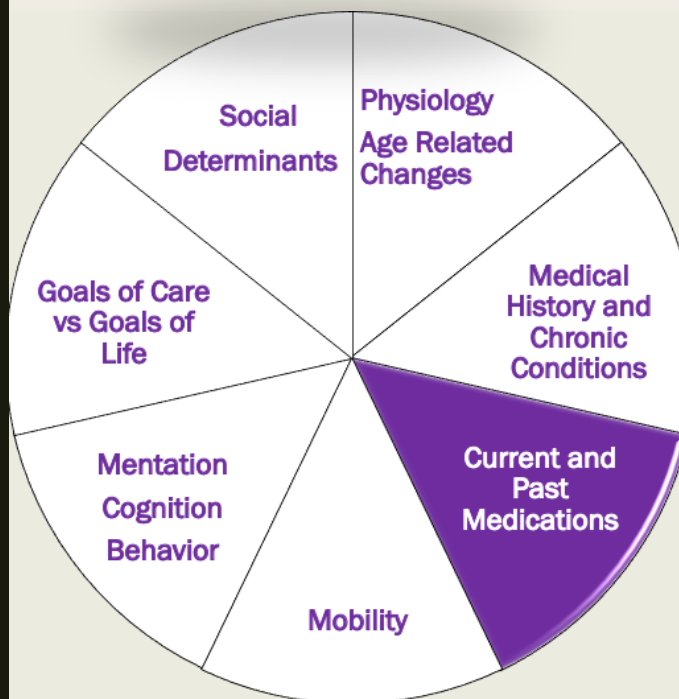 Social
Determinants
Physiology
Age Related
Changes
Medical
History and
Chronic
Conditions
Current and
Past
Medications
Mobility
Mentation
Cognition
Behavior
Goals of Care
vs Goals of
Life